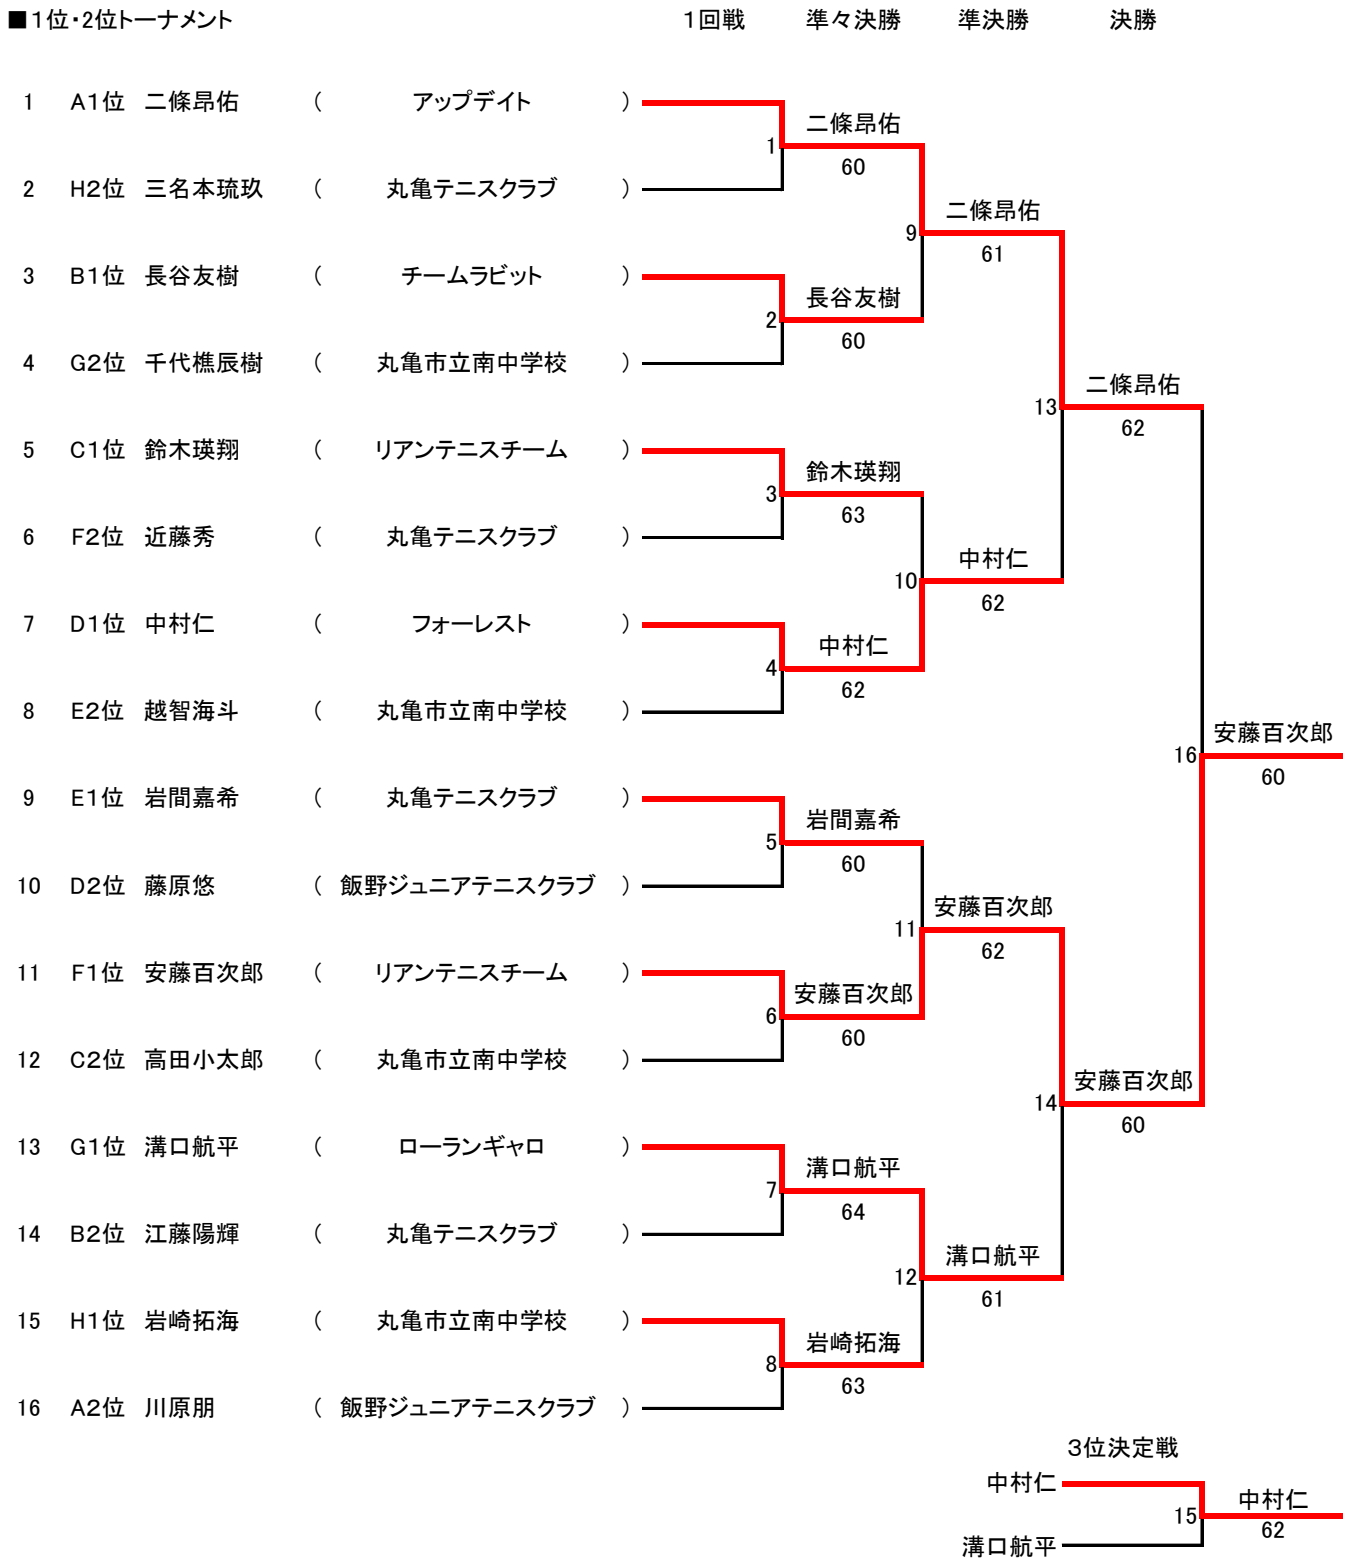 ■1位・2位トーナメント 1回戦 準々決勝 準決勝 決勝
1 A1位 二條昂佑 ( アップデイト )
二條昂佑
1
60
2 H2位 三名本琉玖 ( 丸亀テニスクラブ )
二條昂佑
9
61
3 B1位 長谷友樹 ( チームラビット )
長谷友樹
2
60
4 G2位 千代樵辰樹 ( 丸亀市立南中学校 )
二條昂佑
13
62
5 C1位 鈴木瑛翔 ( リアンテニスチーム )
鈴木瑛翔
3
63
6 F2位 近藤秀 ( 丸亀テニスクラブ )
中村仁
10
62
7 D1位 中村仁 ( フォーレスト )
中村仁
4
62
8 E2位 越智海斗 ( 丸亀市立南中学校 )
安藤百次郎
16
60
9 E1位 岩間嘉希 ( 丸亀テニスクラブ )
岩間嘉希
5
60
10 D2位 藤原悠 ( 飯野ジュニアテニスクラブ )
安藤百次郎
11
62
11 F1位 安藤百次郎 ( リアンテニスチーム )
安藤百次郎
6
60
12 C2位 高田小太郎 ( 丸亀市立南中学校 )
安藤百次郎
14
60
13 G1位 溝口航平 ( ローランギャロ )
溝口航平
7
64
14 B2位 江藤陽輝 ( 丸亀テニスクラブ )
溝口航平
12
61
15 H1位 岩崎拓海 ( 丸亀市立南中学校 )
岩崎拓海
8
63
16 A2位 川原朋 ( 飯野ジュニアテニスクラブ )
3位決定戦
中村仁
中村仁
15
62
溝口航平